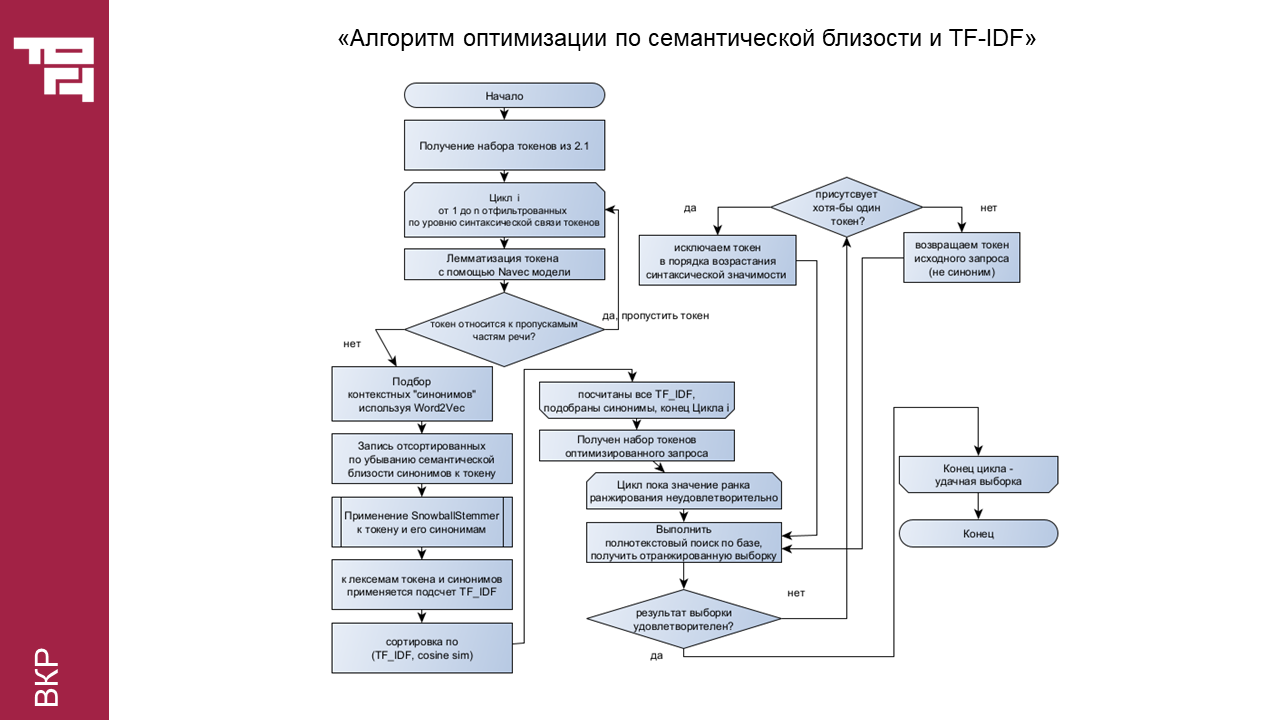 «Алгоритм оптимизации по семантической близости и TF-IDF»
Начало
Получение набора токенов из 2.1
Цикл i
от 1 до n отфильтрованных
по уровню синтаксической связи токенов
Лемматизация токена
с помощью Navec модели
токен относится к пропускамым
частям речи?
да, пропустить токен
нет
Подбор
контекстных "синонимов"
используя Word2Vec
Запись отсортированных
по убыванию семантической
близости синонимов к токену
Применение SnowballStemmer
к токену и его синонимам
к лексемам токена и синонимов
применяется подсчет TF_IDF
сортировка по
(TF_IDF, cosine sim)
посчитаны все TF_IDF,
подобраны синонимы, конец Цикла i
Получен набор токенов
оптимизированного запроса
Цикл пока значение ранка
ранжирования неудовлетворительно
Выполнить
полнотекстовый поиск по базе,
получить отранжированную выборку
результат выборки
удовлетворителен?
нет
да
присутсвует
хотя-бы один
токен?
да
нет
исключаем токен
в порядка возрастания
синтаксической значимости
возвращаем токен
исходного запроса
(не синоним)
Конец цикла -
удачная выборка
Конец
ВКР